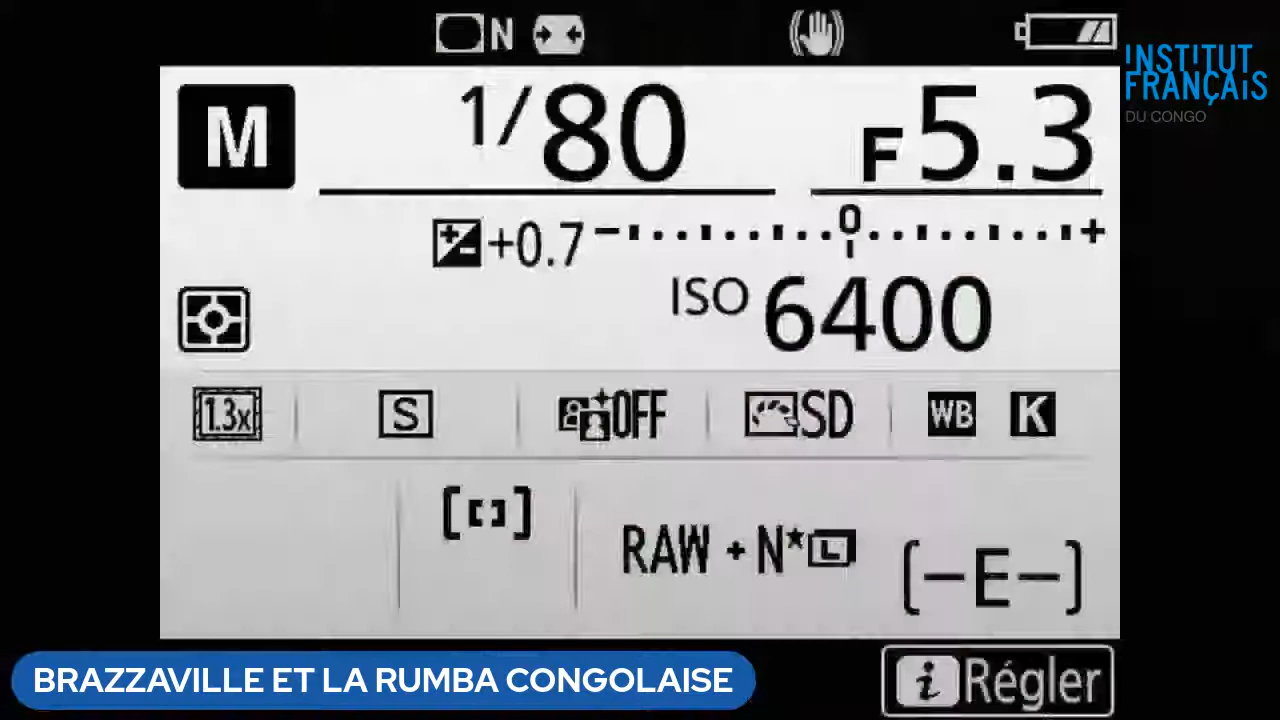 N
INSTITUT
FRANÇAIS
DU CONGO
M 1/80 F5.3
+0.7 - 0 +
ISO 6400
1.3x S OFF SD WB K
RAW + N★ L
[-E-]
BRAZZAVILLE ET LA RUMBA CONGOLAISE
i Régler